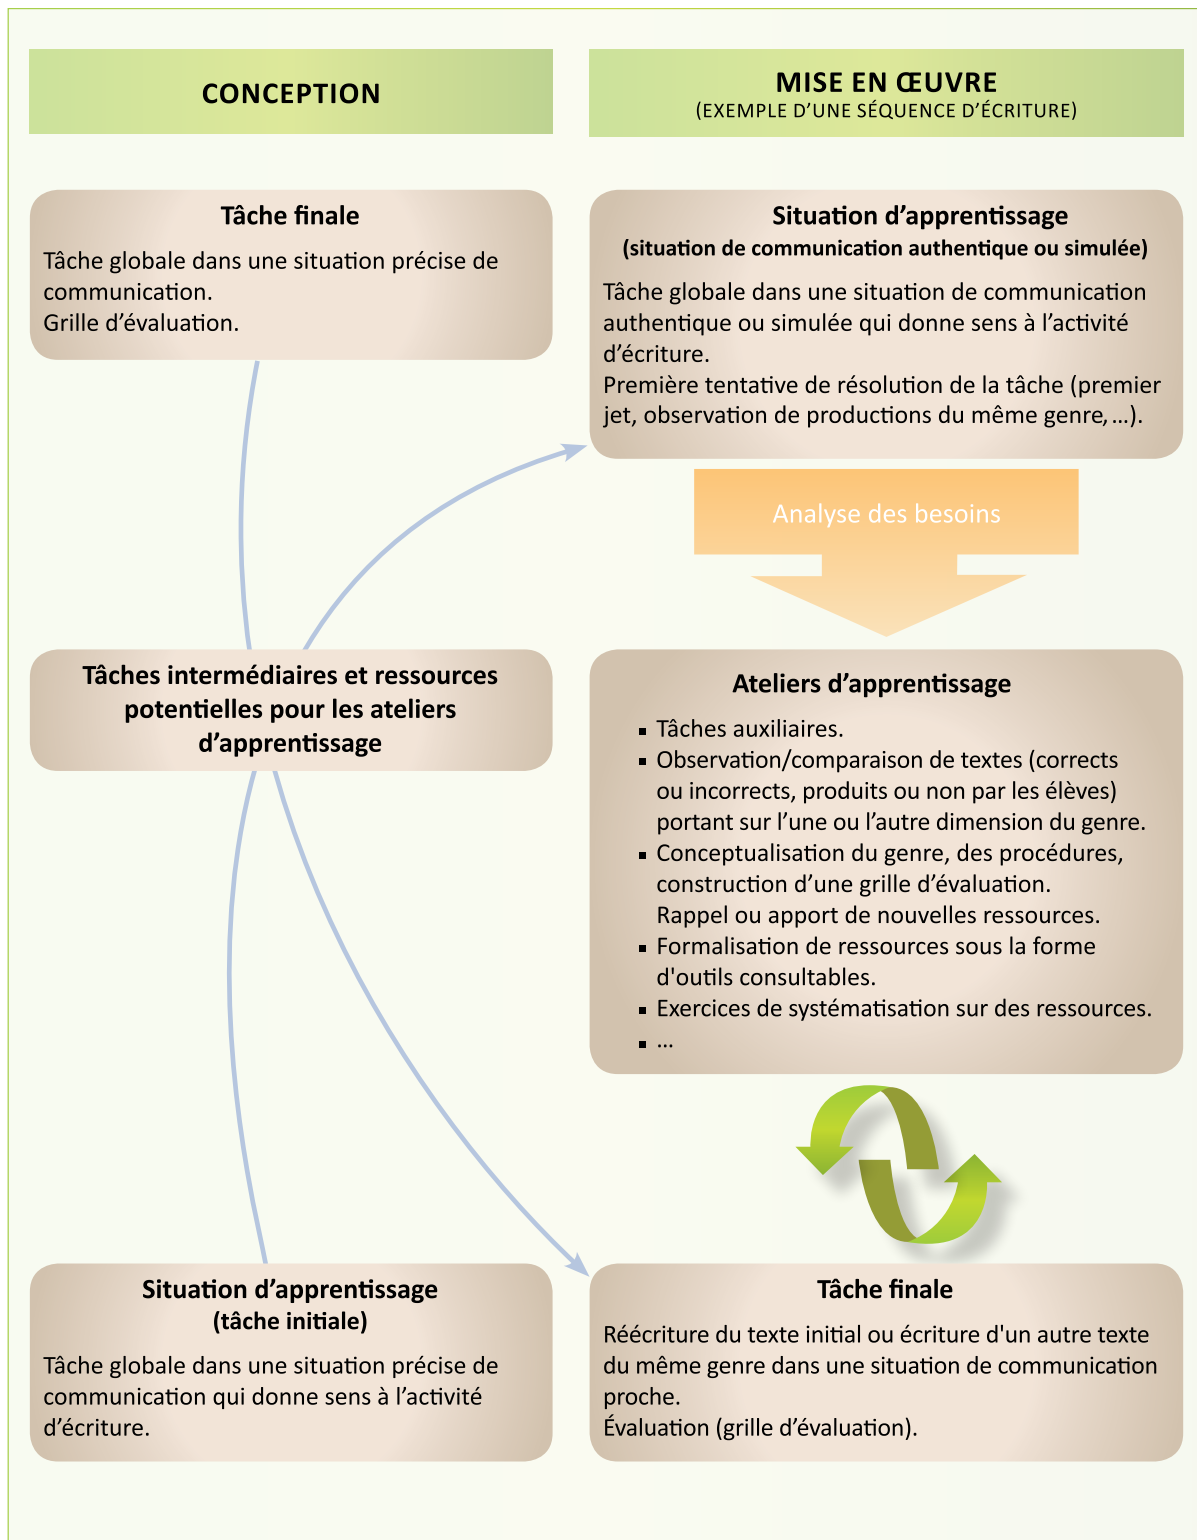 CONCEPTION
Tâche finale
Tâche globale dans une situation précise de
communication.
Grille d’évaluation.
Tâches intermédiaires et ressources
potentielles pour les ateliers
d’apprentissage
Situation d’apprentissage
(tâche initiale)
Tâche globale dans une situation précise de
communication qui donne sens à l’activité
d’écriture.
MISE EN ŒUVRE
(EXEMPLE D’UNE SÉQUENCE D’ÉCRITURE)
Situation d’apprentissage
(situation de communication authentique ou simulée)
Tâche globale dans une situation de communication
authentique ou simulée qui donne sens à l’activité
d’écriture.
Première tentative de résolution de la tâche (premier
jet, observation de productions du même genre, ...).
Analyse des besoins
Ateliers d’apprentissage
▪ Tâches auxiliaires.
▪ Observation/comparaison de textes (corrects
ou incorrects, produits ou non par les élèves)
portant sur l’une ou l’autre dimension du genre.
▪ Conceptualisation du genre, des procédures,
construction d’une grille d’évaluation.
Rappel ou apport de nouvelles ressources.
▪ Formalisation de ressources sous la forme
d'outils consultables.
▪ Exercices de systématisation sur des ressources.
▪ ...
Tâche finale
Réécriture du texte initial ou écriture d'un autre texte
du même genre dans une situation de communication
proche.
Évaluation (grille d’évaluation).